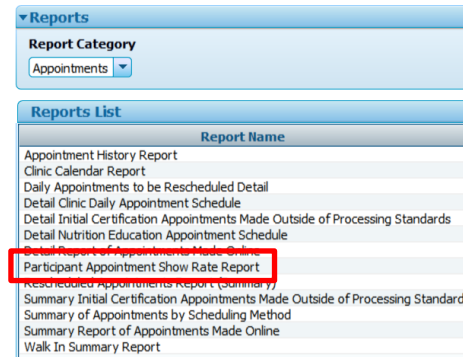 Reports
Report Category
Appointments
Reports List
Report Name
Appointment History Report
Clinic Calendar Report
Daily Appointments to be Rescheduled Detail
Detail Clinic Daily Appointment Schedule
Detail Initial Certification Appointments Made Outside of Processing Standards
Detail Nutrition Education Appointment Schedule
Detail Report of Appointments Made Online
Participant Appointment Show Rate Report
Rescheduled Appointments Report (Summary)
Summary Initial Certification Appointments Made Outside of Processing Standard
Summary of Appointments by Scheduling Method
Summary Report of Appointments Made Online
Walk In Summary Report